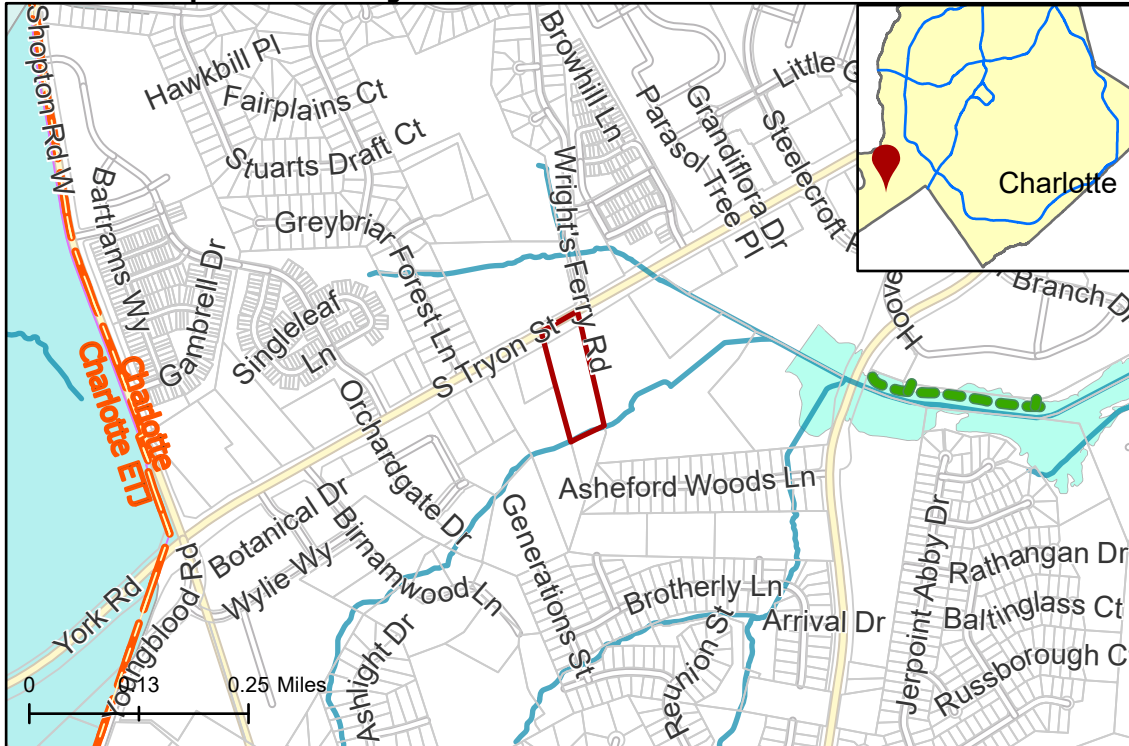 Shopton Rd W
Hawkbill Pl
Fairplains Ct
Stuarts Draft Ct
Browhill Ln
Parasol Tree Pl
Grandiflora Dr
Steelecroft
Charlotte
Bartrams Wy
Gambrell Dr
Greybriar Forest Ln
Wright's Ferry Rd
Branch Dr
Singleleaf
Ln
S Tryon St
Charlotte
Charlotte ETJ
Orchardgate Dr
Asheford Woods Ln
Botanical Dr
Birnamwood Ln
Generations St
Jerpoint Abby Dr
Rathangan Dr
York Rd
Youngblood Rd
Wylie Wy
Brotherly Ln
Baltinglass Ct
Ashlight Dr
Reunion St
Arrival Dr
Russborough C
0 0.13 0.25 Miles